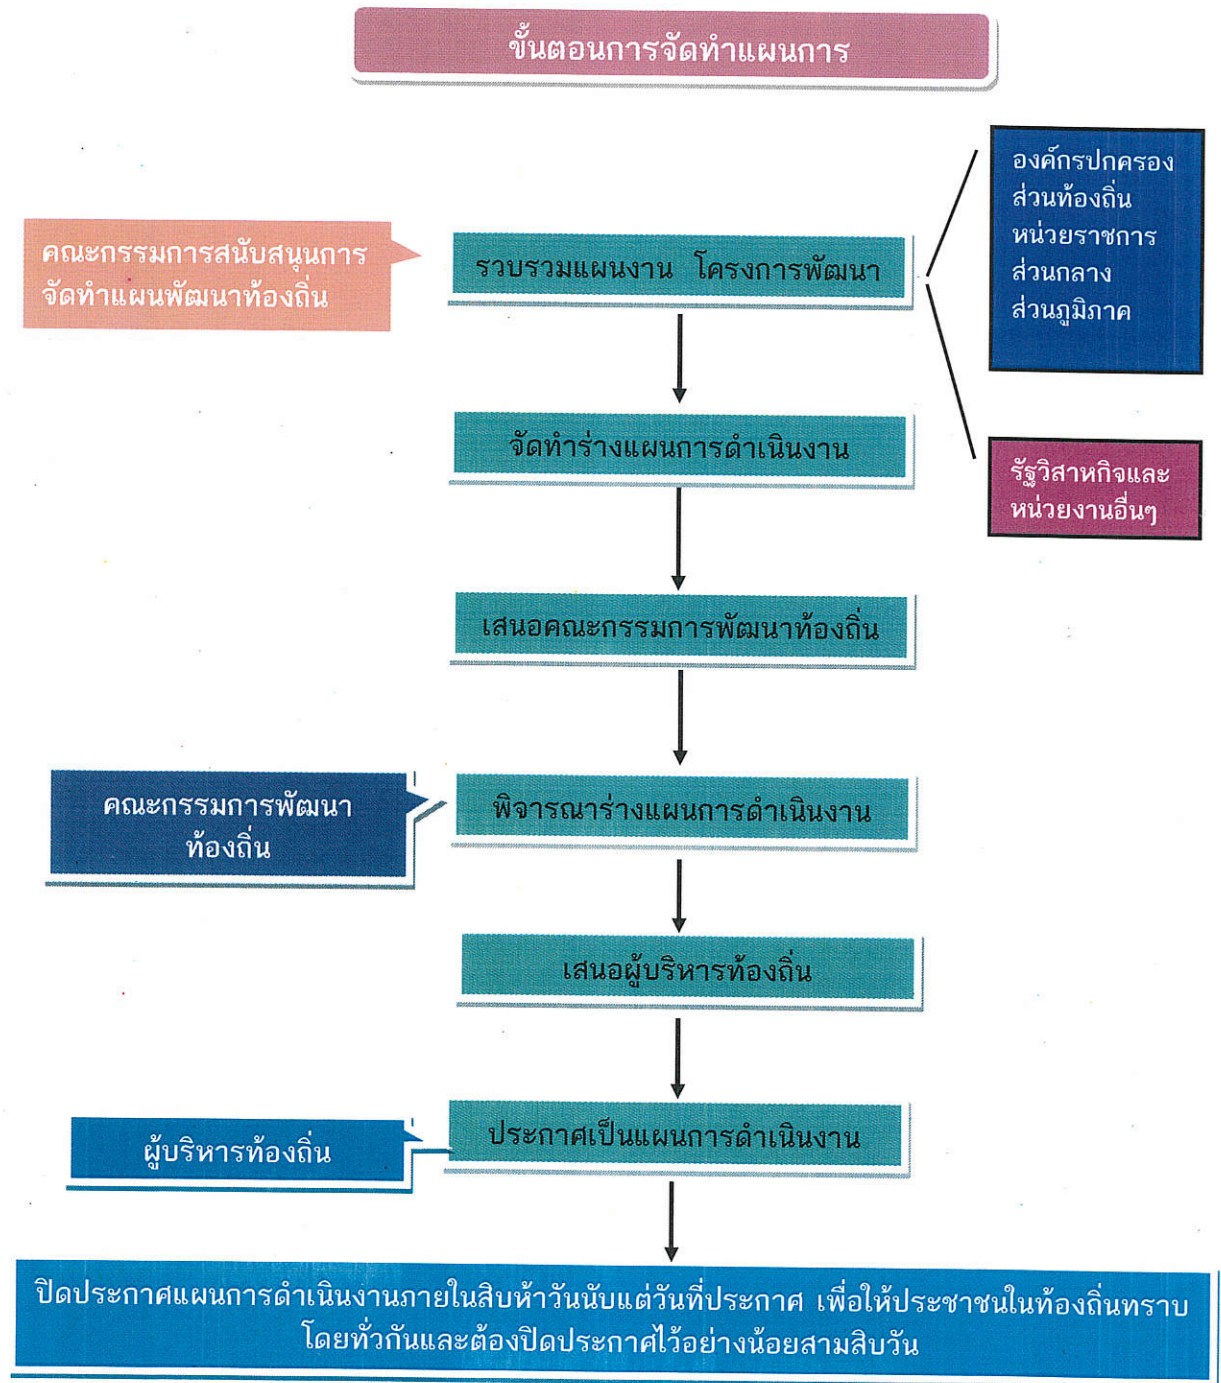 ขั้นตอนการจัดทำแผนการ
องค์กรปกครอง
ส่วนท้องถิ่น
หน่วยราชการ
ส่วนกลาง
ส่วนภูมิภาค
คณะกรรมการสนับสนุนการ
จัดทำแผนพัฒนาท้องถิ่น
รวบรวมแผนงาน โครงการพัฒนา
จัดทำร่างแผนการดำเนินงาน
รัฐวิสาหกิจและ
หน่วยงานอื่นๆ
เสนอคณะกรรมการพัฒนาท้องถิ่น
คณะกรรมการพัฒนา
ท้องถิ่น
พิจารณาร่างแผนการดำเนินงาน
เสนอผู้บริหารท้องถิ่น
ผู้บริหารท้องถิ่น
ประกาศเป็นแผนการดำเนินงาน
ปิดประกาศแผนการดำเนินงานภายในสิบห้าวันนับแต่วันที่ประกาศ เพื่อให้ประชาชนในท้องถิ่นทราบ
โดยทั่วกันและต้องปิดประกาศไว้อย่างน้อยสามสิบวัน